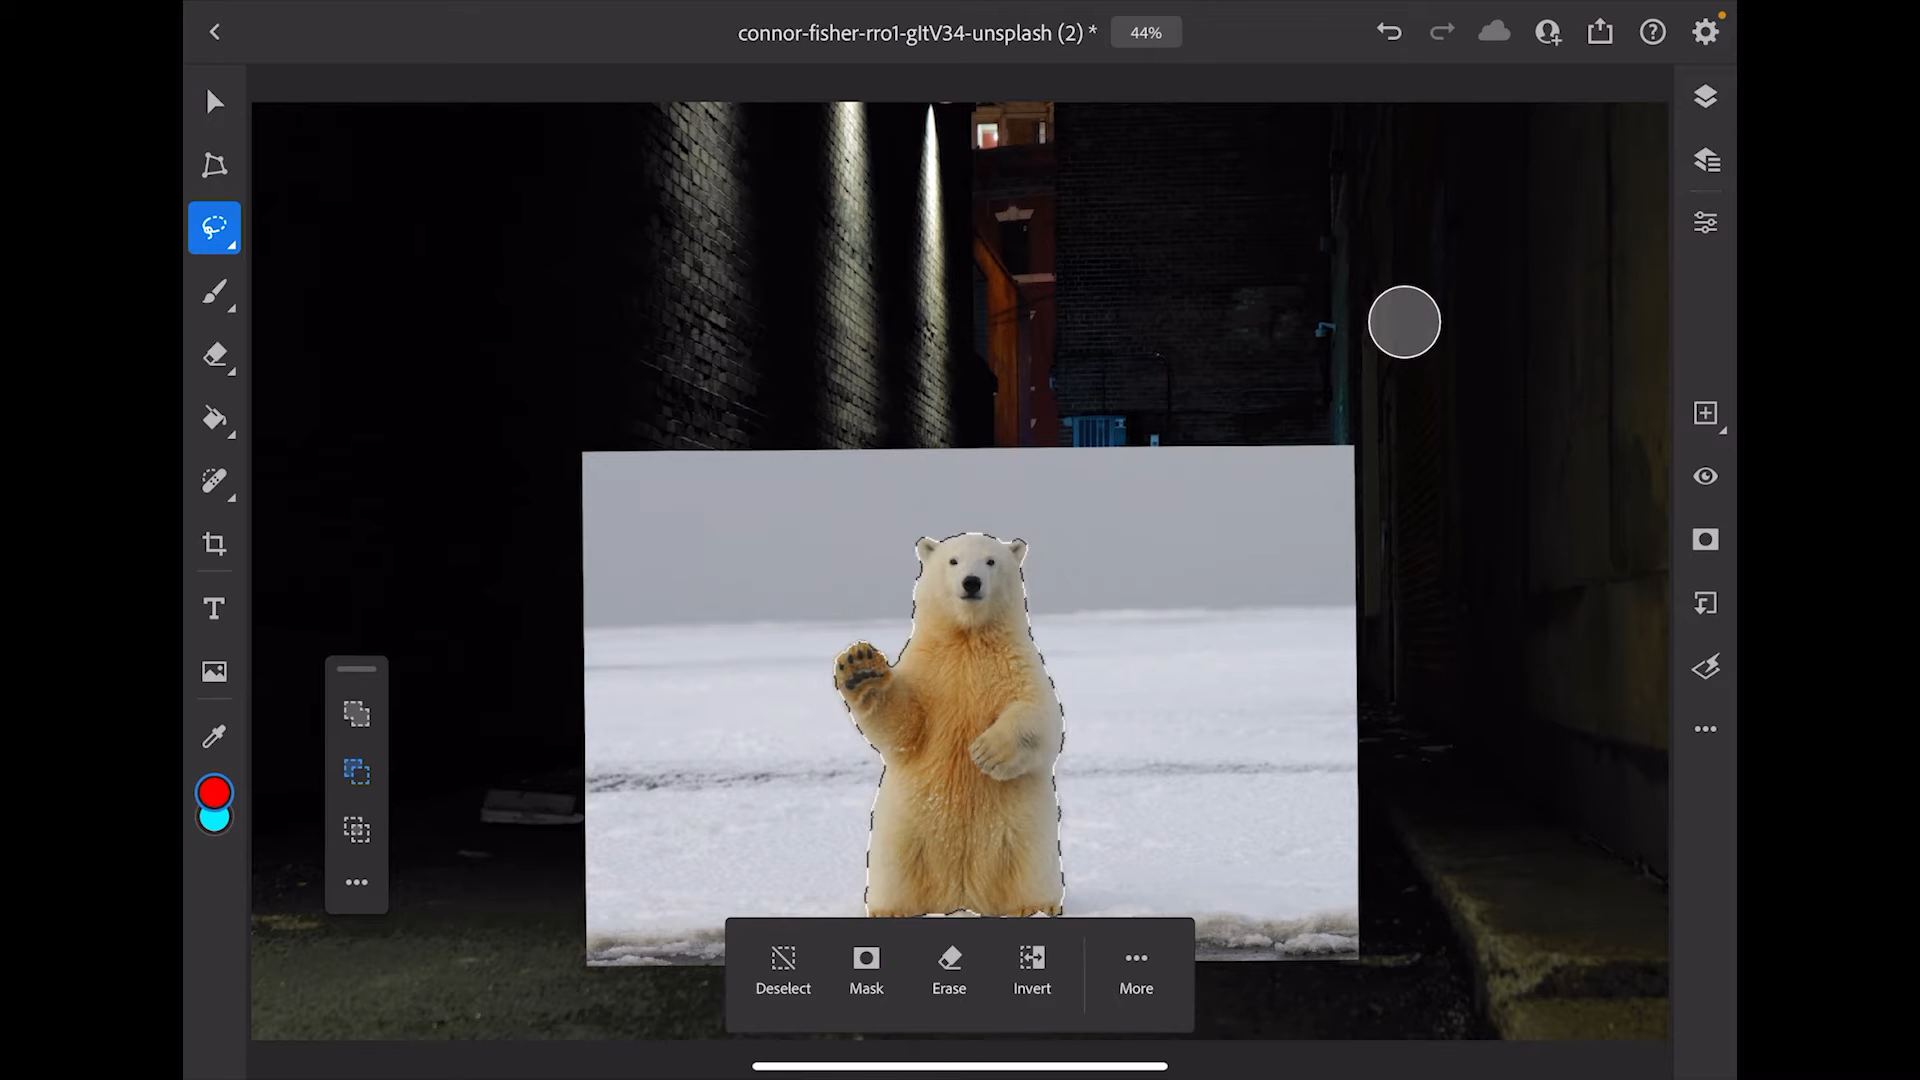 connor-fisher-rro1-gItV34-unsplash (2) *
44%
T
Deselect
Mask
Erase
Invert
More